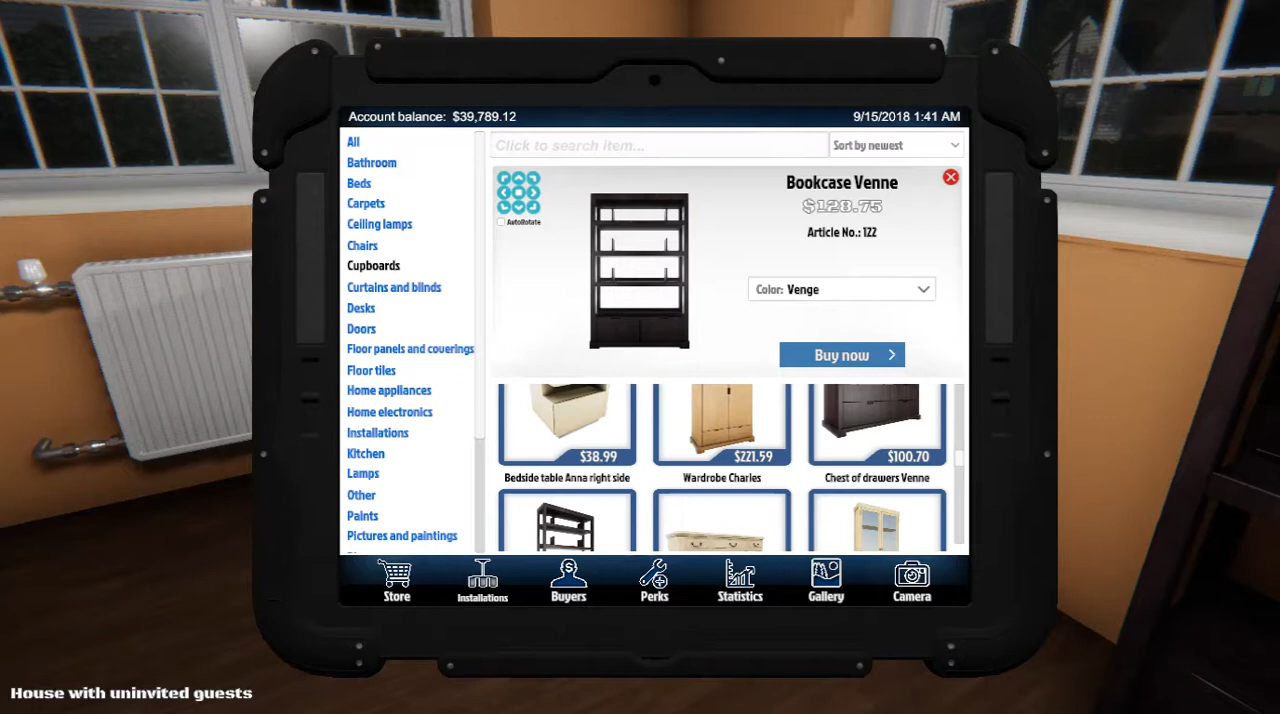 Account balance: $39,789.12
9/15/2018 1:41 AM
All
Bathroom
Beds
Carpets
Ceiling lamps
Chairs
Cupboards
Curtains and blinds
Desks
Doors
Floor panels and coverings
Floor tiles
Home appliances
Home electronics
Installations
Kitchen
Lamps
Other
Paints
Pictures and paintings
Click to search item...
Sort by newest
AutoRotate
Bookcase Venne
$128.75
Article No.: 122
Color: Venge
Buy now
$38.99
$221.59
$100.70
Bedside table Anna right side
Wardrobe Charles
Chest of drawers Venne
Store
Installations
Buyers
Perks
Statistics
Gallery
Camera
House with uninvited guests